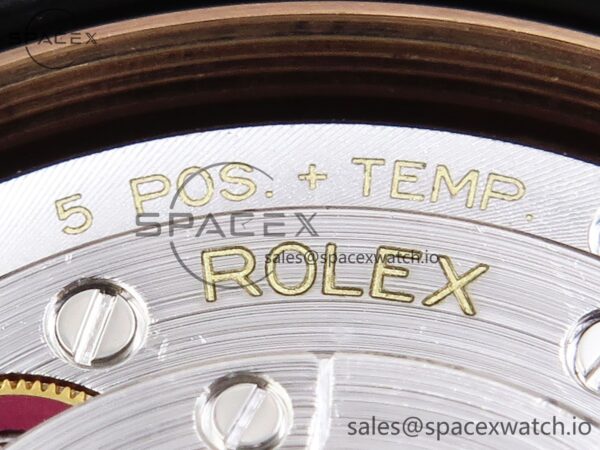 SPACEX
5 POS. + TEMP.
SPACEX
sales@spacexwatch.io
ROLEX
sales@spacexwatch.io